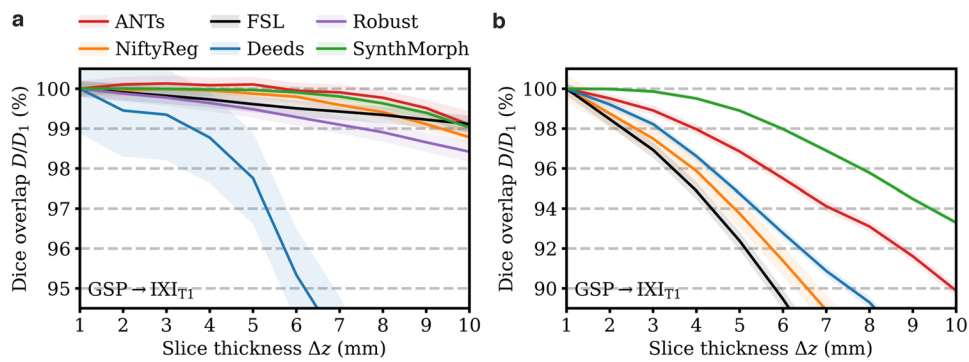 a
ANTs FSL Robust
NiftyReg Deeds SynthMorph
b
Dice overlap D/D₁ (%)
100
99
98
97
96
95
GSP→IXI_T1
1 2 3 4 5 6 7 8 9 10
Slice thickness Δz (mm)
Dice overlap D/D₁ (%)
100
98
96
94
92
90
GSP→IXI_T1
1 2 3 4 5 6 7 8 9 10
Slice thickness Δz (mm)